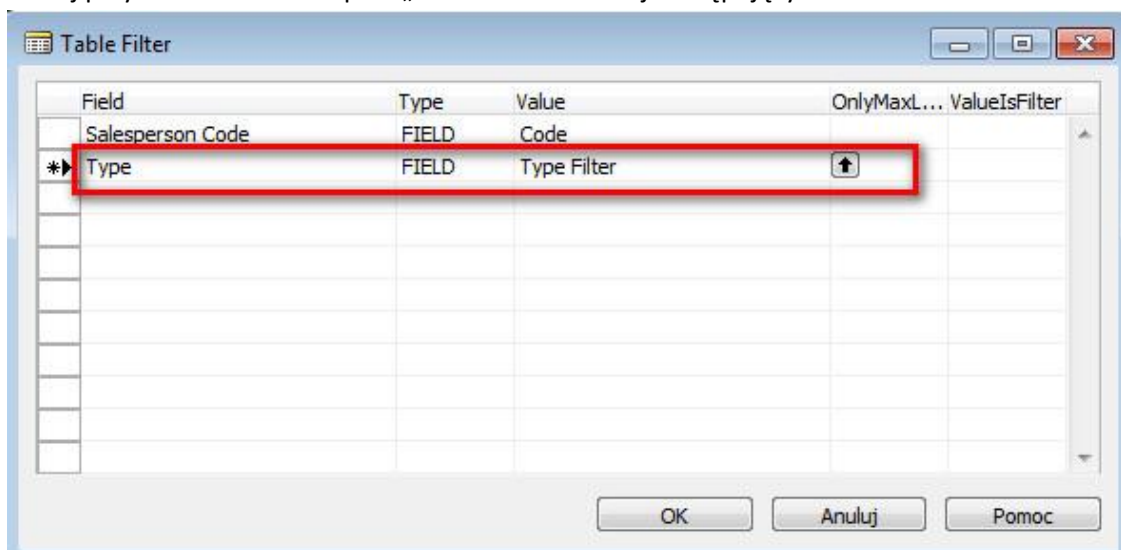 Table Filter
Field Type Value OnlyMaxL... ValueIsFilter
Salesperson Code FIELD Code
Type FIELD Type Filter
OK Anuluj Pomoc